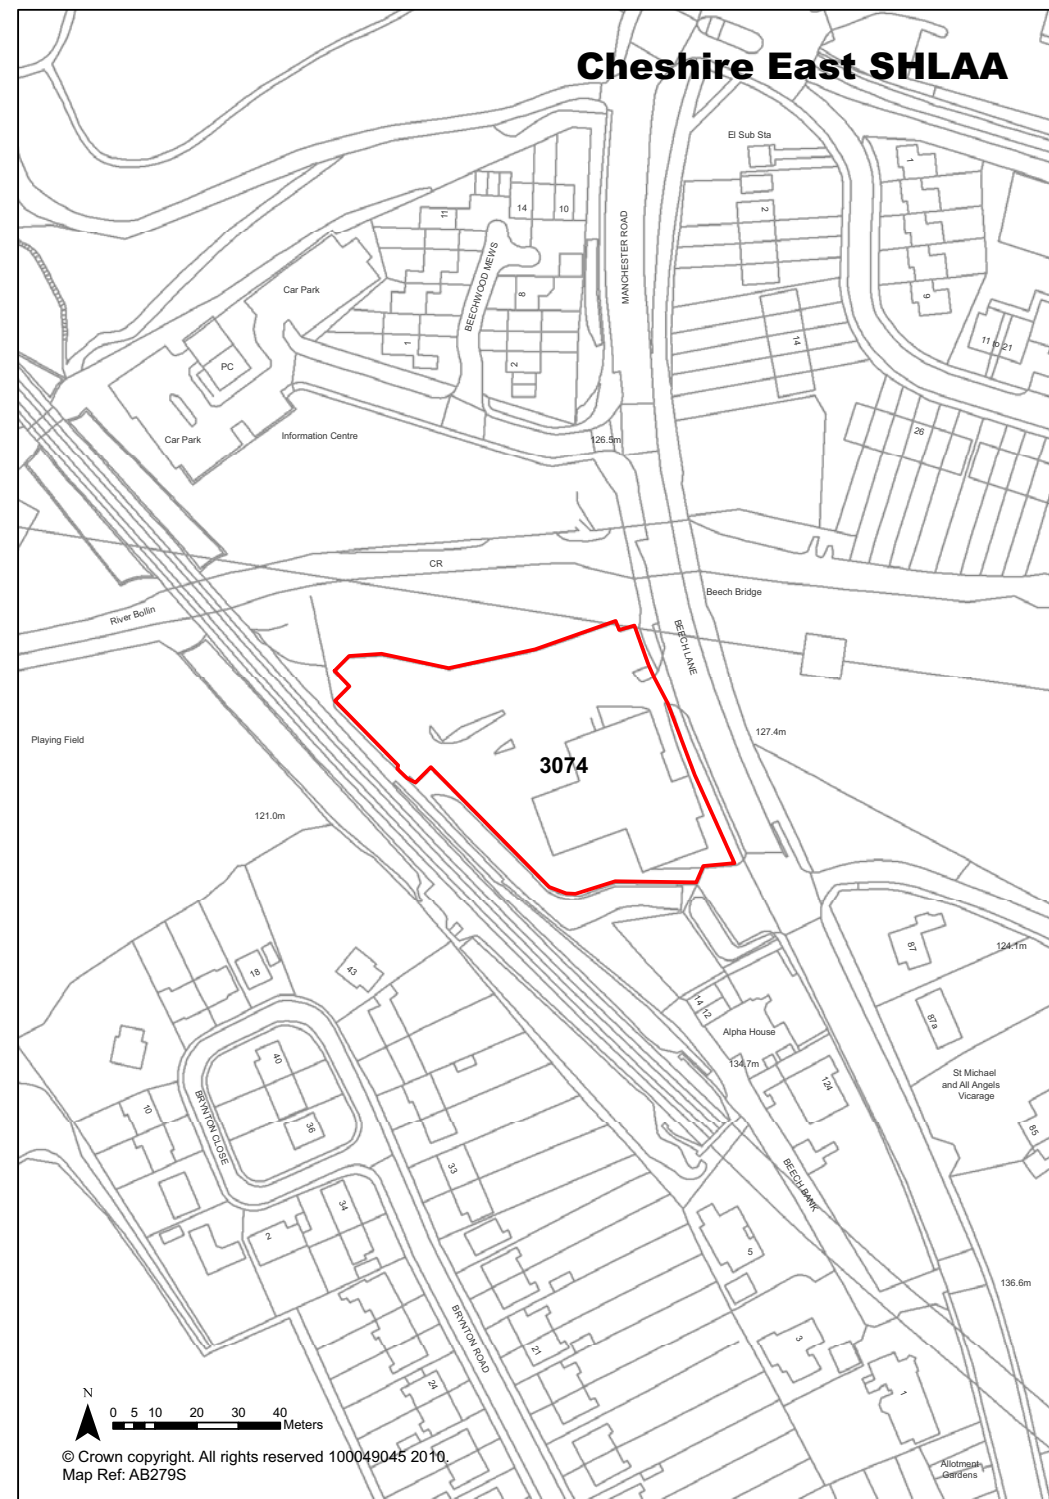 Cheshire East SHLAA
El Sub Sta
1
11
14
10
2
MANCHESTER ROAD
BEECHWOOD MEWS
Car Park
8
9
14
11 to 21
1
2
PC
Car Park
Information Centre
126.5m
26
CR
River Bollin
Beech Bridge
BEECH LANE
Playing Field
127.4m
3074
121.0m
87
124.1m
18
43
14
12
87a
Alpha House
134.7m
40
124
St Michael
and All Angels
Vicarage
10
BRYNTON CLOSE
36
85
33
BEECH BANK
34
2
5
136.6m
BRYNTON ROAD
21
3
24
1
N
0 5 10 20 30 40
Meters
© Crown copyright. All rights reserved 100049045 2010.
Map Ref: AB279S
Allotment
Gardens